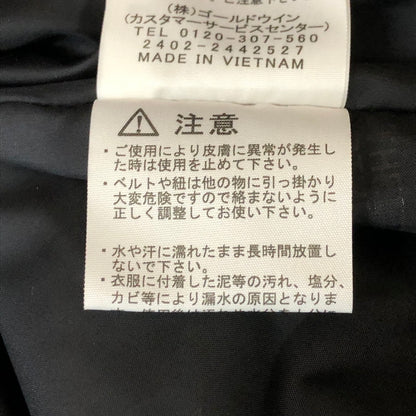 ご注意下さい
(株)ゴールドウイン
(カスタマーサービスセンター)
TEL 0120-307-560
2402-2442527
MADE IN VIETNAM
注意
・ご使用により皮膚に異常が発生し
た時は使用を止めて下さい。
・ベルトや紐は他の物に引っ掛かり
大変危険ですので絡まないように
正しく調整してお使い下さい。
・水や汗に濡れたまま長時間放置し
ないで下さい。
・衣服に付着した泥等の汚れ、塩分、
カビ等により漏水の原因となりま